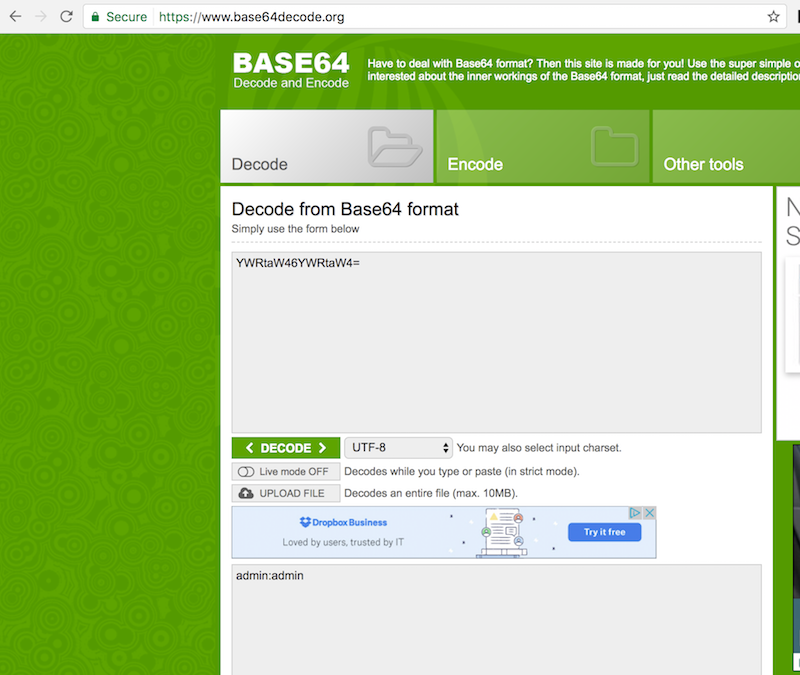 Secure https://www.base64decode.org
BASE64
Decode and Encode
Have to deal with Base64 format? Then this site is made for you! Use the super simple
interested about the inner workings of the Base64 format, just read the detailed
Decode
Encode
Other tools
Decode from Base64 format
Simply use the form below
YWRtaW46YWRtaW4=
< DECODE > UTF-8 You may also select input charset.
Live mode OFF Decodes while you type or paste (in strict mode).
UPLOAD FILE Decodes an entire file (max. 10MB).
Dropbox Business
Loved by users, trusted by IT
Try it free
admin:admin